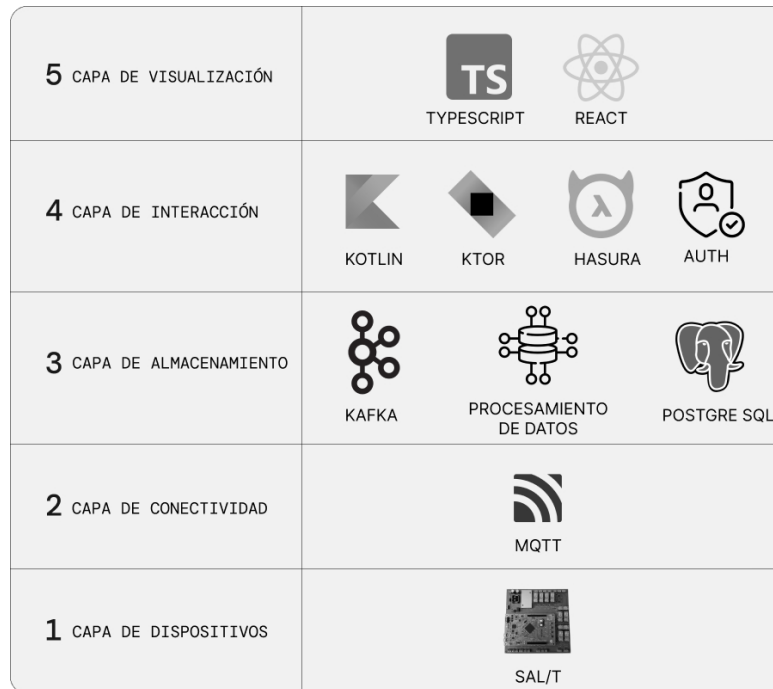 TS
5 CAPA DE VISUALIZACIÓN
TYPESCRIPT REACT
4 CAPA DE INTERACCIÓN
KOTLIN KTOR HASURA AUTH
3 CAPA DE ALMACENAMIENTO
KAFKA PROCESAMIENTO DE DATOS POSTGRE SQL
2 CAPA DE CONECTIVIDAD
MQTT
1 CAPA DE DISPOSITIVOS
SAL/T